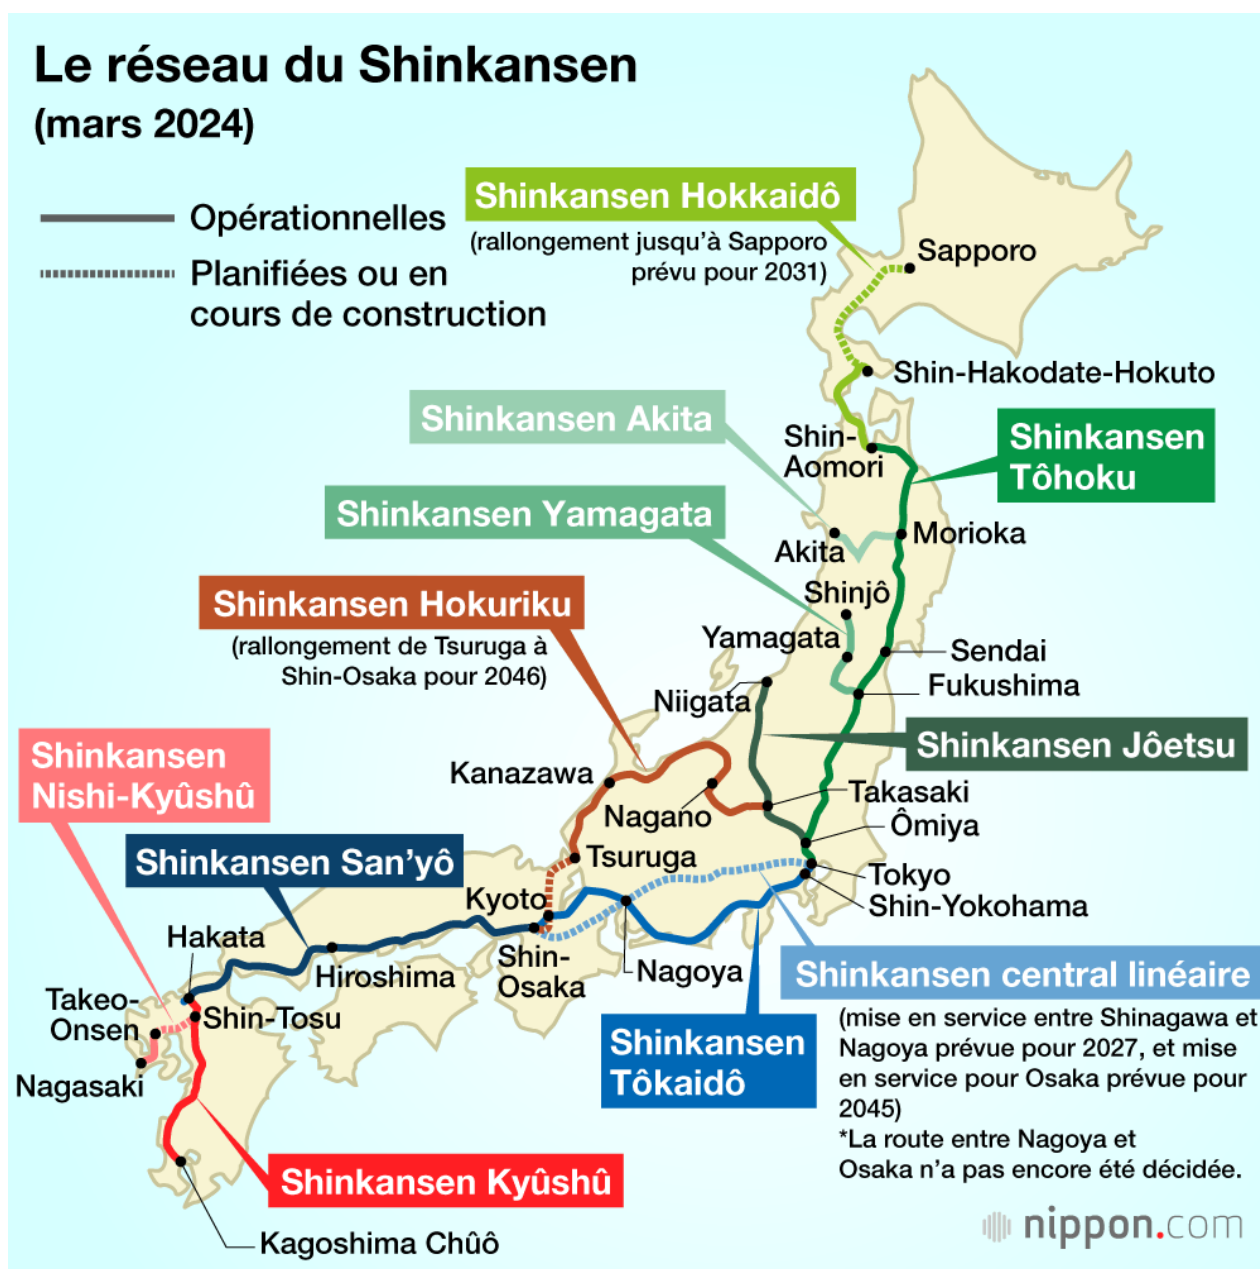 Le réseau du Shinkansen
(mars 2024)
Opérationnelles
Planifiées ou en
cours de construction
Shinkansen Hokkaidô
(rallongement jusqu'à Sapporo
prévu pour 2031)
Sapporo
Shin-Hakodate-Hokuto
Shinkansen Akita
Shin-
Aomori
Shinkansen
Tôhoku
Shinkansen Yamagata
Akita
Morioka
Shinjô
Shinkansen Hokuriku
(rallongement de Tsuruga à
Shin-Osaka pour 2046)
Yamagata
Sendai
Fukushima
Niigata
Shinkansen Jôetsu
Shinkansen
Nishi-Kyûshû
Kanazawa
Nagano
Takasaki
Ômiya
Shinkansen San'yô
Tsuruga
Tokyo
Shin-Yokohama
Kyoto
Hakata
Hiroshima
Shin-
Osaka
Nagoya
Shinkansen central linéaire
(mise en service entre Shinagawa et
Nagoya prévue pour 2027, et mise
en service pour Osaka prévue pour
2045)
*La route entre Nagoya et
Osaka n'a pas encore été décidée.
Takeo-
Onsen
Shin-Tosu
Nagasaki
Shinkansen
Tôkaidô
Shinkansen Kyûshû
Kagoshima Chûô
nippon.com